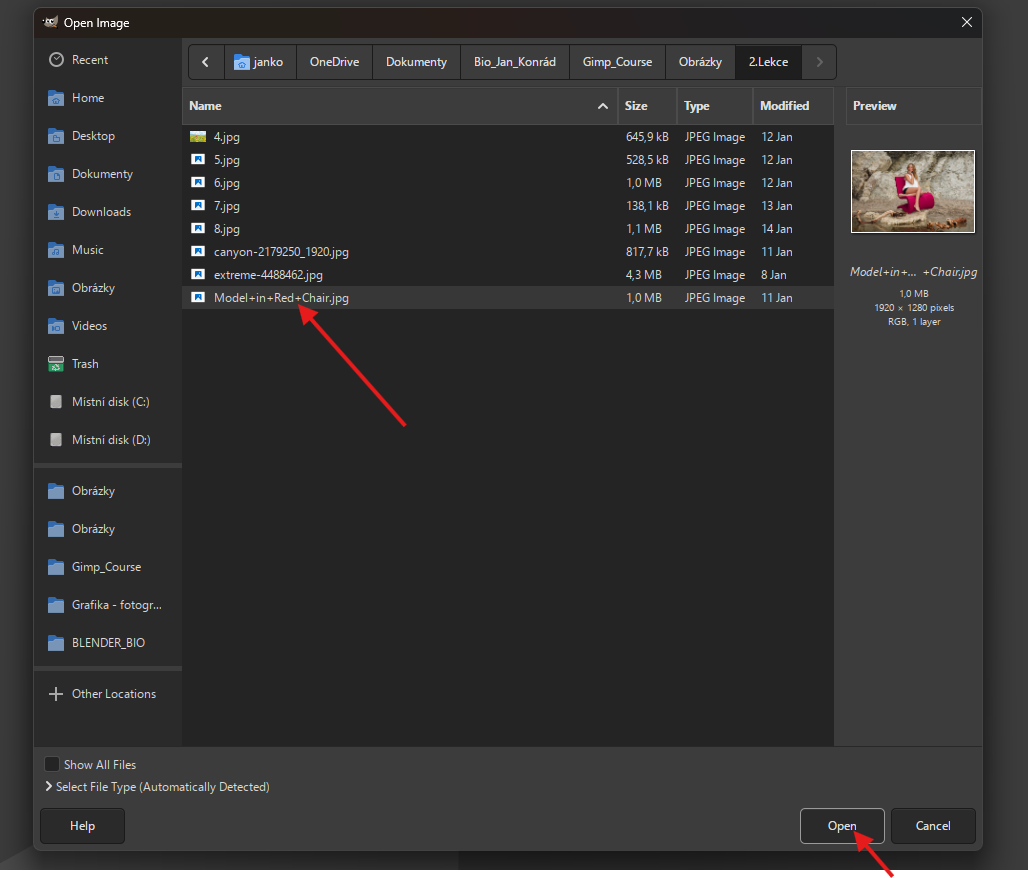 Open Image
Recent
Home
Desktop
Dokumenty
Downloads
Music
Obrázky
Videos
Trash
Místní disk (C:)
Místní disk (D:)
Obrázky
Obrázky
Gimp_Course
Grafika - fotogr...
BLENDER_BIO
Other Locations
janko OneDrive Dokumenty Bio_Jan_Konrád Gimp_Course Obrázky 2.Lekce
Name Size Type Modified
4.jpg 645,9 kB JPEG Image 12 Jan
5.jpg 528,5 kB JPEG Image 12 Jan
6.jpg 1,0 MB JPEG Image 12 Jan
7.jpg 138,1 kB JPEG Image 13 Jan
8.jpg 1,1 MB JPEG Image 14 Jan
canyon-2179250_1920.jpg 817,7 kB JPEG Image 11 Jan
extreme-4488462.jpg 4,3 MB JPEG Image 8 Jan
Model+in+Red+Chair.jpg 1,0 MB JPEG Image 11 Jan
Preview
Model+in+... +Chair.jpg
1,0 MB
1920 × 1280 pixels
RGB, 1 layer
Show All Files
Select File Type (Automatically Detected)
Help Open Cancel